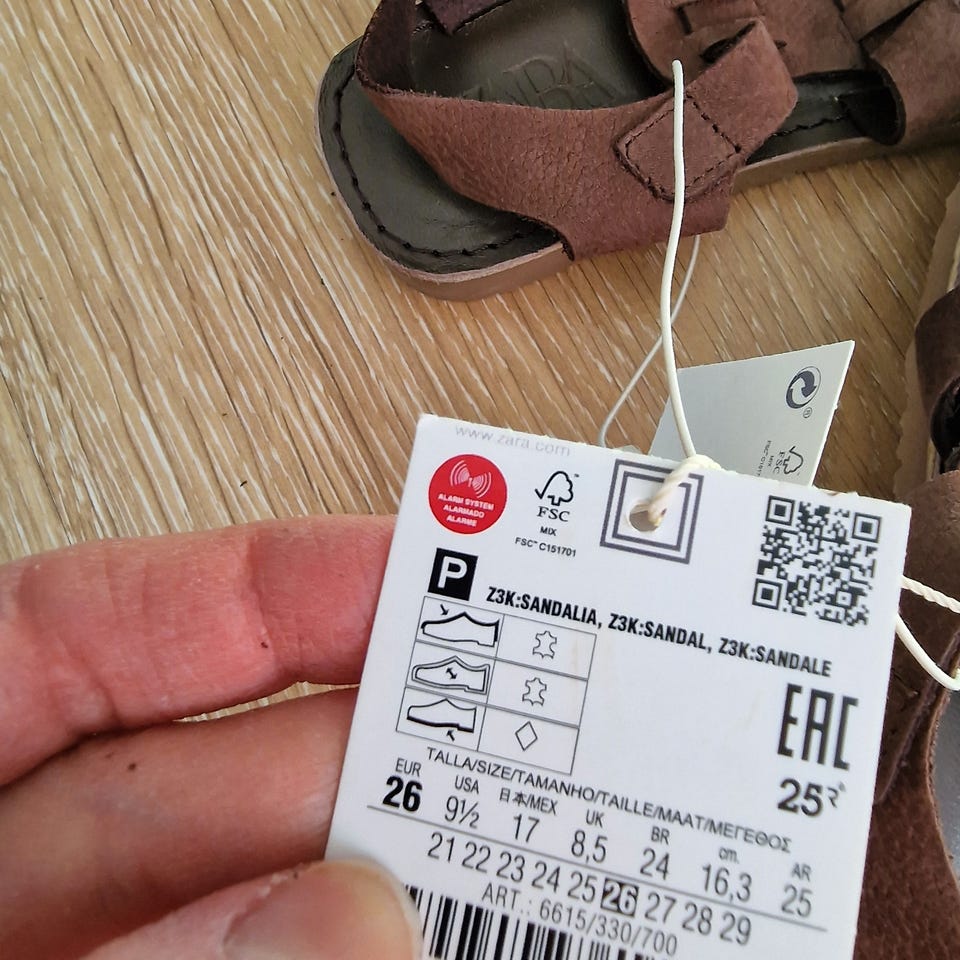 ZARA
www.zara.com
ALARM SYSTEM
ALARMADO
ALARME
FSC
MIX
FSC™ C151701
P
Z3K:SANDALIA, Z3K:SANDAL, Z3K:SANDALE
EAC
TALLA/SIZE/TAMANHO/TAILLE/MAAT/ΜΕΓΕΘΟΣ
EUR USA 日本/MEX UK BR cm. AR
26 9½ 17 8,5 24 16,3 25
21 22 23 24 25 26 27 28 29
ART.: 6615/330/700